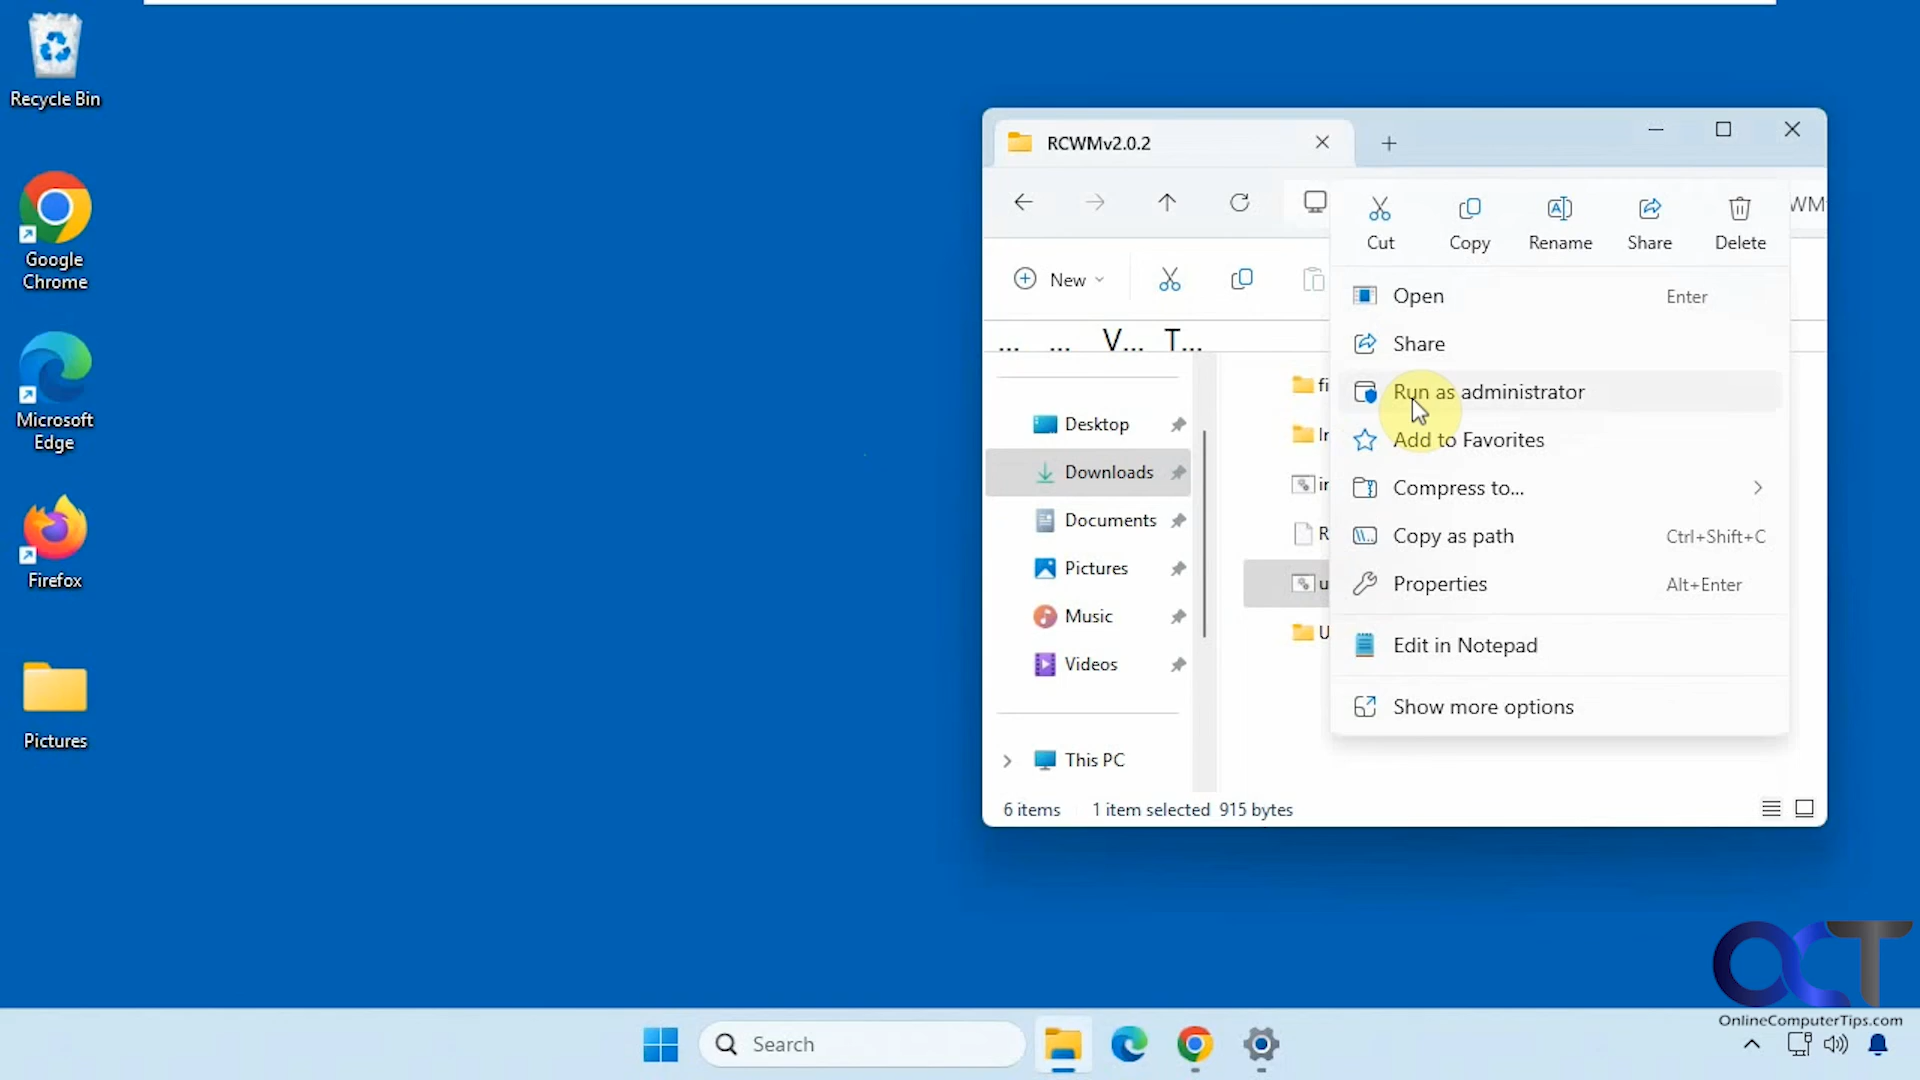 Recycle Bin
Google
Chrome
Microsoft
Edge
Firefox
Pictures
RCWMv2.0.2
New
... ... V... T...
Desktop
Downloads
Documents
Pictures
Music
Videos
This PC
6 items 1 item selected 915 bytes
Cut Copy Rename Share Delete
Open Enter
Share
Run as administrator
Add to Favorites
Compress to...
Copy as path Ctrl+Shift+C
Properties Alt+Enter
Edit in Notepad
Show more options
OCT
OnlineComputerTips.com
Search